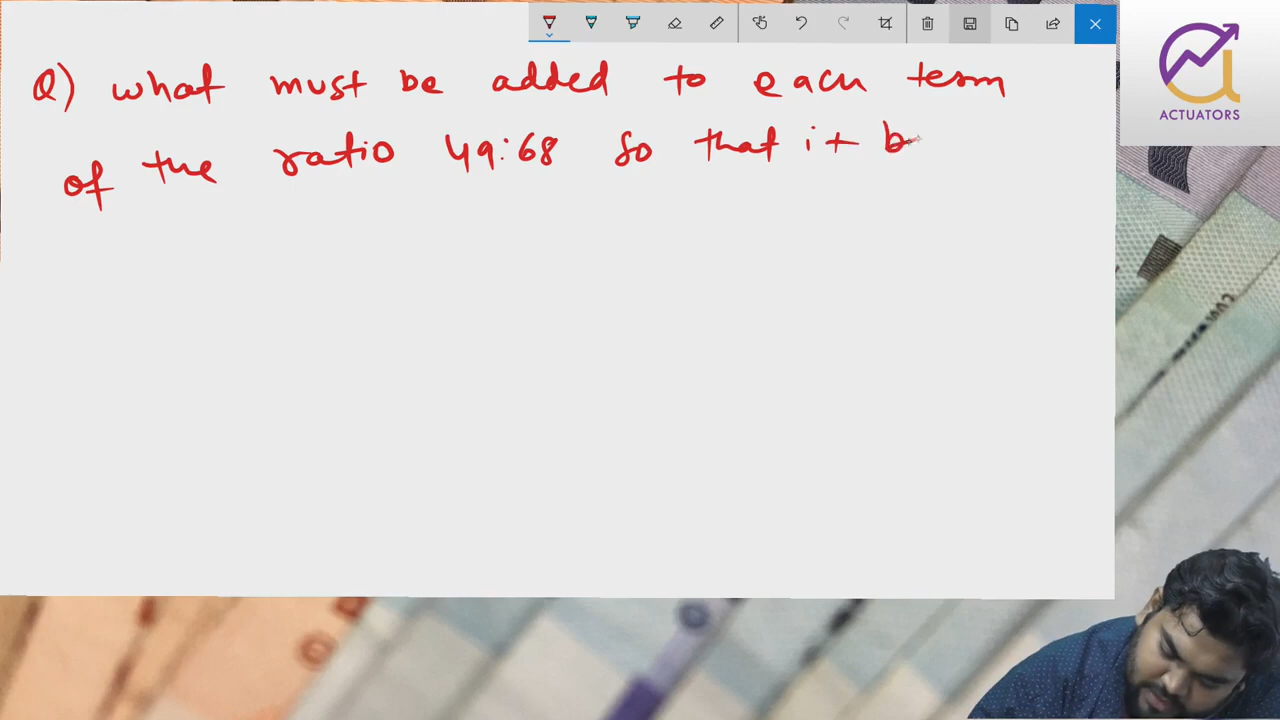 ACTUATORS
Q) what must be added to each term
of the ratio 49:68 so that it b